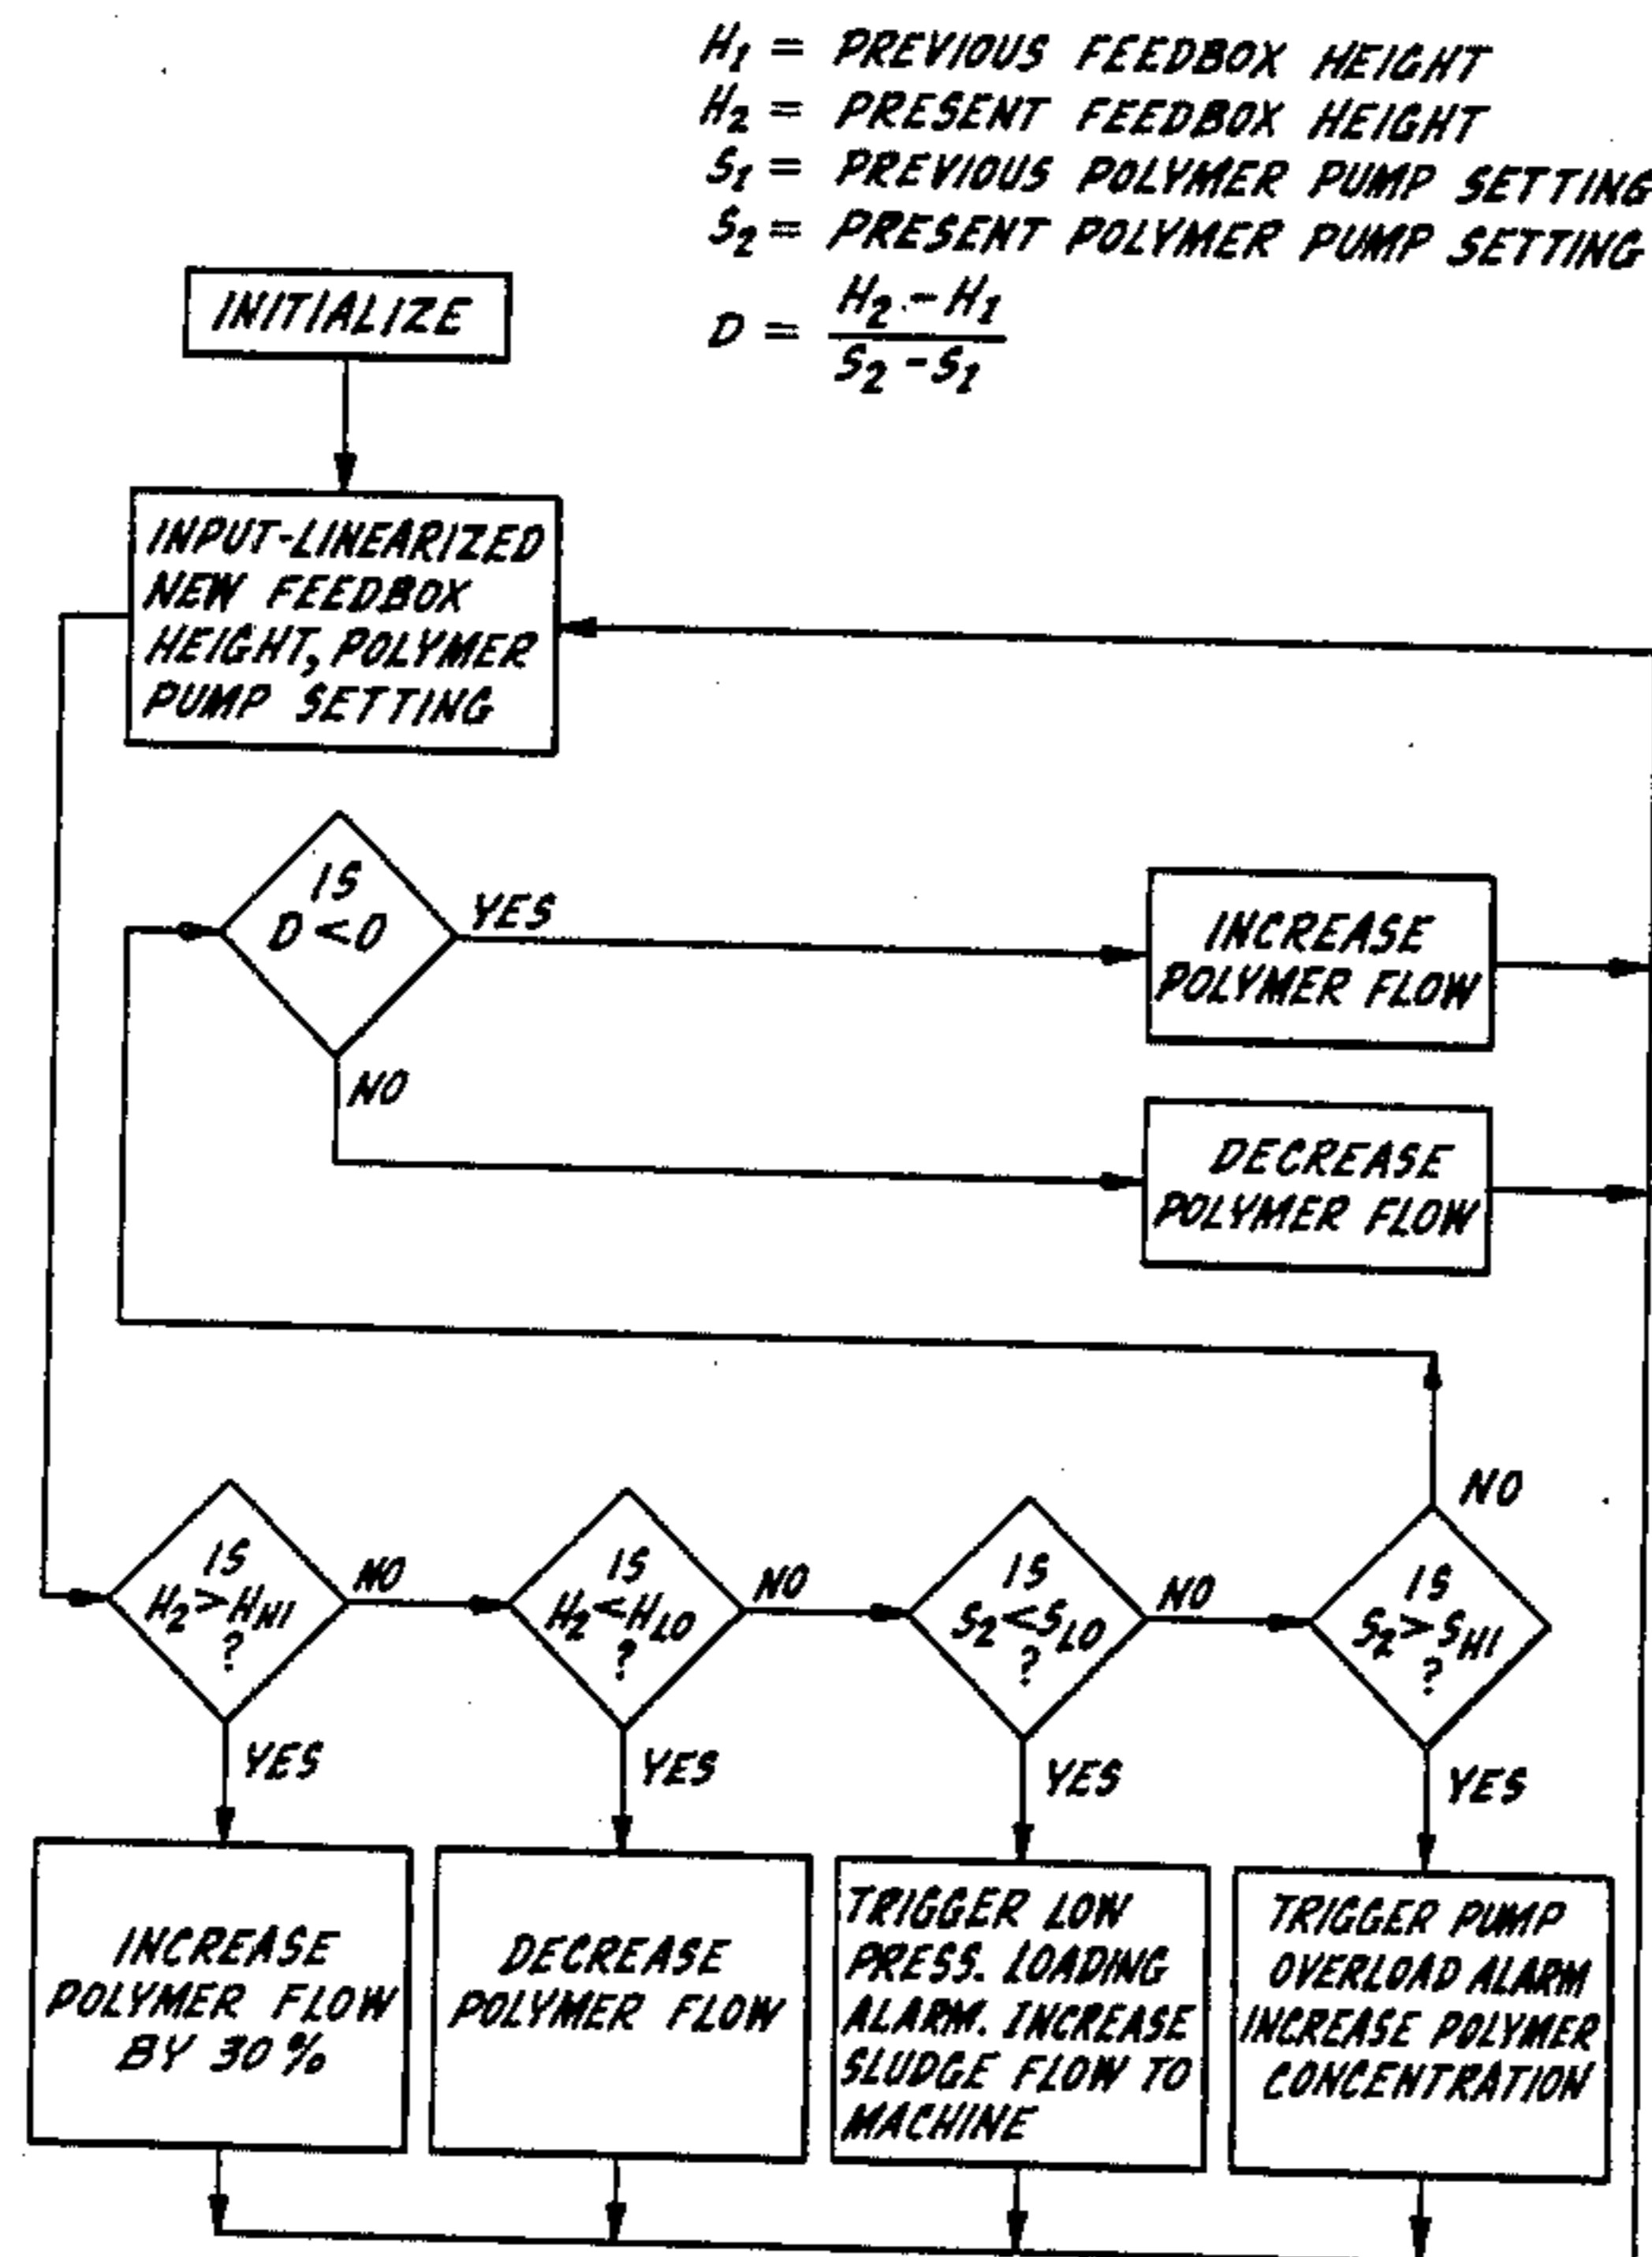 H1 = PREVIOUS FEEDBOX HEIGHT
H2 = PRESENT FEEDBOX HEIGHT
S1 = PREVIOUS POLYMER PUMP SETTING
S2 = PRESENT POLYMER PUMP SETTING
D = H2 - H1
S2 - S1
INITIALIZE
INPUT-LINEARIZED
NEW FEEDBOX
HEIGHT, POLYMER
PUMP SETTING
IS
D < 0
YES
NO
INCREASE
POLYMER FLOW
DECREASE
POLYMER FLOW
IS
H2 > HHI
?
NO
YES
IS
H2 < HLO
?
NO
YES
IS
S2 < SLO
?
NO
YES
IS
S2 > SHI
?
NO
YES
INCREASE
POLYMER FLOW
BY 30%
DECREASE
POLYMER FLOW
TRIGGER LOW
PRESS. LOADING
ALARM. INCREASE
SLUDGE FLOW TO
MACHINE
TRIGGER PUMP
OVERLOAD ALARM
INCREASE POLYMER
CONCENTRATION